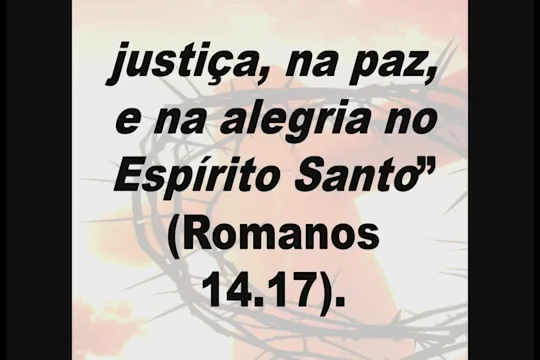 justiça, na paz,
e na alegria no
Espírito Santo”
(Romanos
14.17).